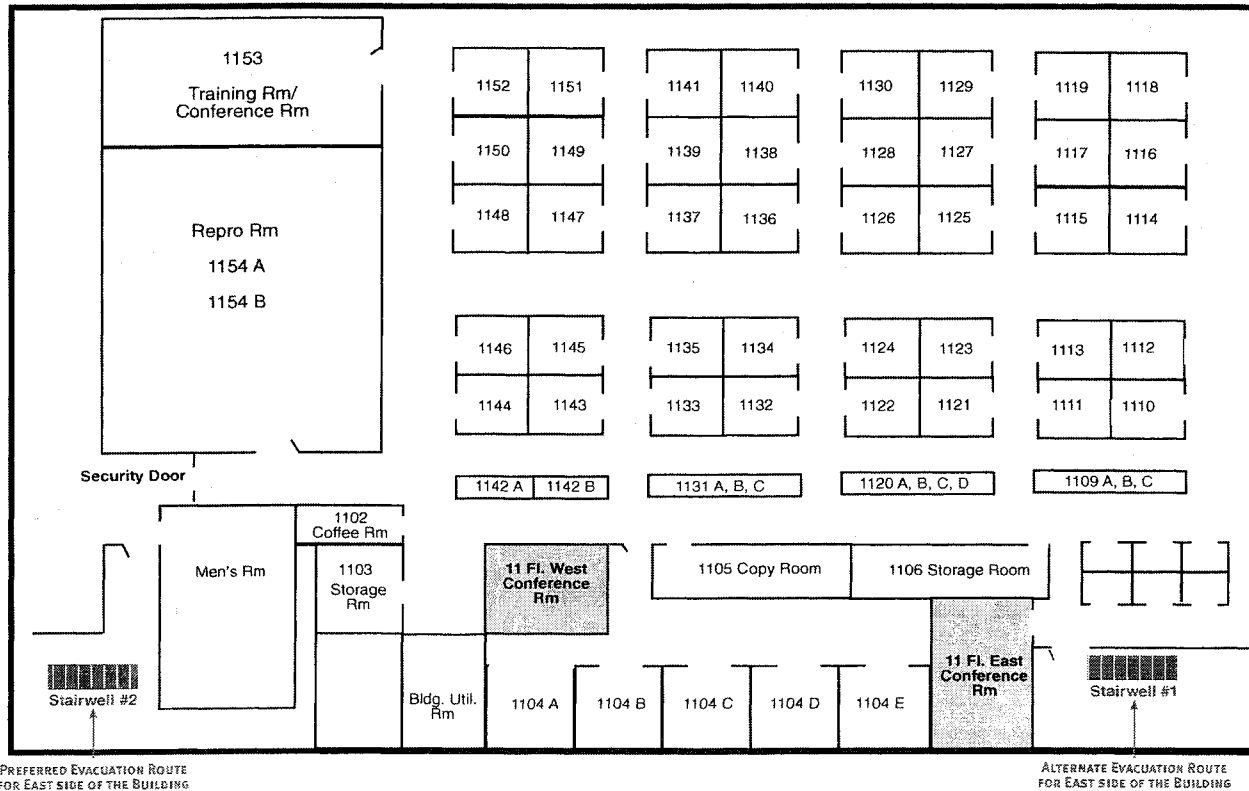 1153
Training Rm/
Conference Rm
Repro Rm
1154 A
1154 B
1152 1151 1141 1140 1130 1129 1119 1118
1150 1149 1139 1138 1128 1127 1117 1116
1148 1147 1137 1136 1126 1125 1115 1114
1146 1145 1135 1134 1124 1123 1113 1112
1144 1143 1133 1132 1122 1121 1111 1110
Security Door
1142 A 1142 B 1131 A, B, C 1120 A, B, C, D 1109 A, B, C
1102
Coffee Rm
Men's Rm
1103
Storage
Rm
11 Fl. West
Conference
Rm
1105 Copy Room
1106 Storage Room
Stairwell #2
Bldg. Util.
Rm
1104 A
1104 B
1104 C
1104 D
1104 E
11 Fl. East
Conference
Rm
Stairwell #1
PREFERRED EVACUATION ROUTE
FOR EAST SIDE OF THE BUILDING
ALTERNATE EVACUATION ROUTE
FOR EAST SIDE OF THE BUILDING